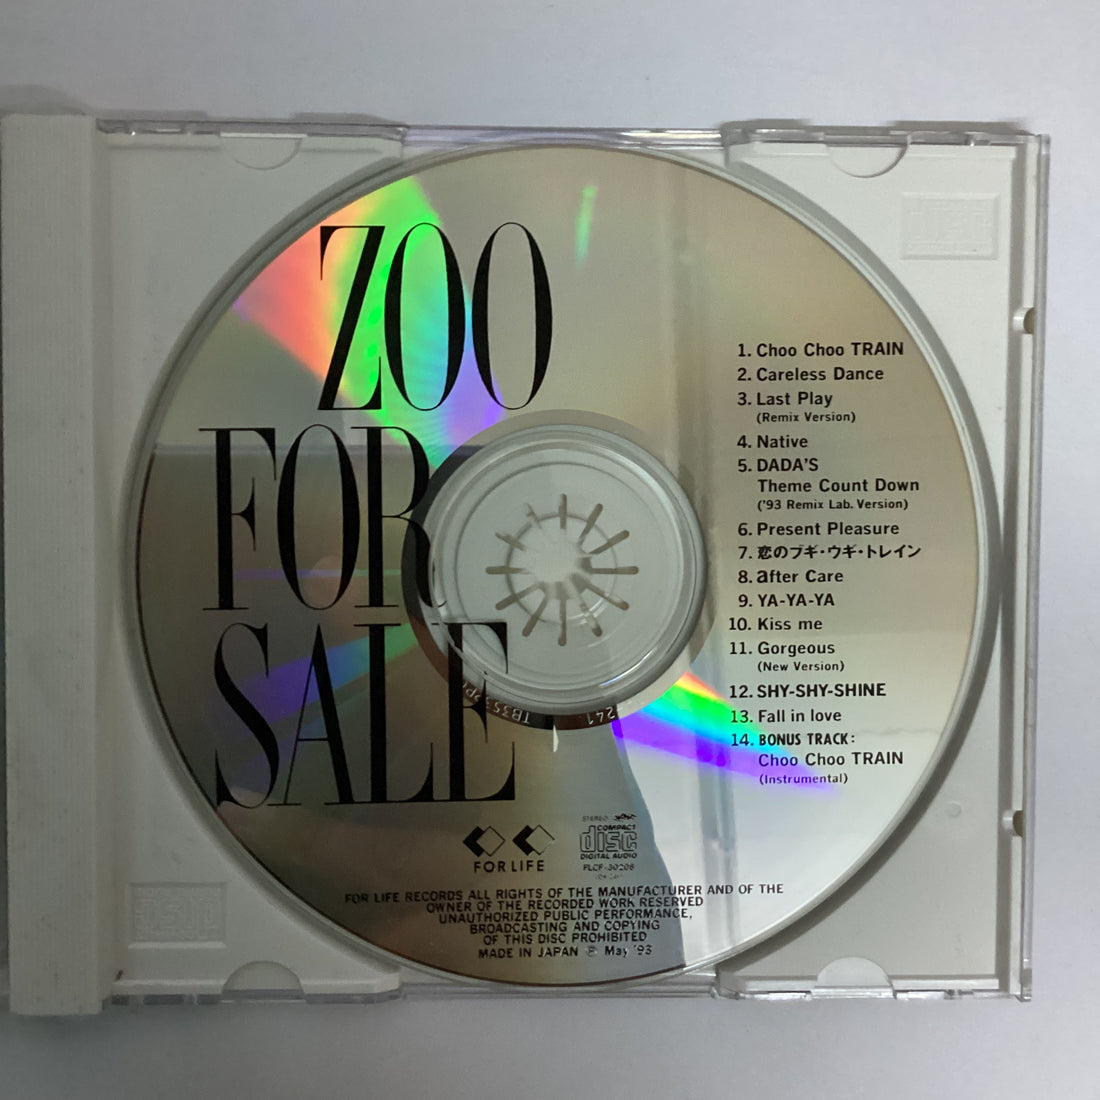 ZOO
FOR
SALE
1. Choo Choo TRAIN
2. Careless Dance
3. Last Play
(Remix Version)
4. Native
5. DADA'S
Theme Count Down
('93 Remix Lab. Version)
6. Present Pleasure
7. 恋のブギ・ウギ・トレイン
8. after Care
9. YA-YA-YA
10. Kiss me
11. Gorgeous
(New Version)
12. SHY-SHY-SHINE
13. Fall in love
14. BONUS TRACK:
Choo Choo TRAIN
(Instrumental)
FOR LIFE
STEREO
COMPACT
disc
DIGITAL AUDIO
FLCF-30208
FOR LIFE RECORDS ALL RIGHTS OF THE MANUFACTURER AND OF THE
OWNER OF THE RECORDED WORK RESERVED
UNAUTHORIZED PUBLIC PERFORMANCE,
BROADCASTING AND COPYING
OF THIS DISC PROHIBITED
MADE IN JAPAN Ⓟ May '93